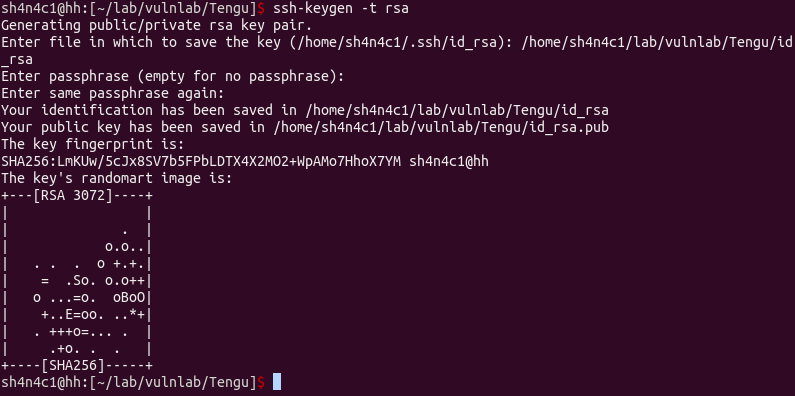 sh4n4c1@hh:[~/lab/vulnlab/Tengu]$ ssh-keygen -t rsa
Generating public/private rsa key pair.
Enter file in which to save the key (/home/sh4n4c1/.ssh/id_rsa): /home/sh4n4c1/lab/vulnlab/Tengu/id
_rsa
Enter passphrase (empty for no passphrase):
Enter same passphrase again:
Your identification has been saved in /home/sh4n4c1/lab/vulnlab/Tengu/id_rsa
Your public key has been saved in /home/sh4n4c1/lab/vulnlab/Tengu/id_rsa.pub
The key fingerprint is:
SHA256:LmKUw/5cJx8SV7b5FPbLDTX4X2MO2+WpAMo7HhoX7YM sh4n4c1@hh
The key's randomart image is:
+---[RSA 3072]----+
|                 |
|              .  |
|            o.o..|
|   . .  .  o +.+.|
|    =  .So. o.o++|
|   o ...=o.  oBoO|
|    +..E=oo. ..*+|
|   . +++o=... .  |
|     .+o. .  .   |
+----[SHA256]-----+
sh4n4c1@hh:[~/lab/vulnlab/Tengu]$